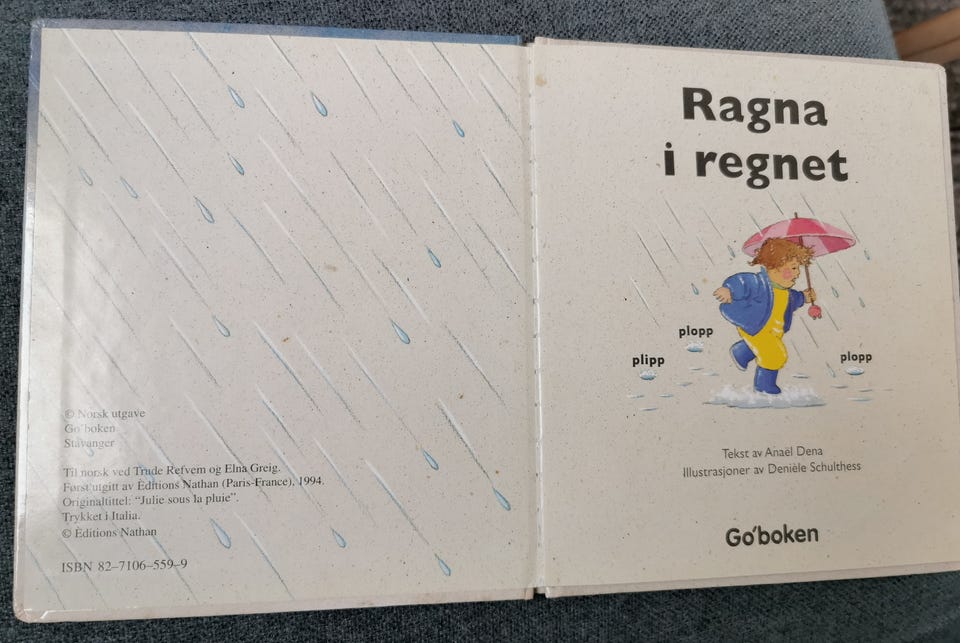 © Norsk utgave
Go'boken
Stavanger
Til norsk ved Trude Refvem og Elna Greig.
Først utgitt av Éditions Nathan (Paris-France), 1994.
Originaltittel: “Julie sous la pluie”.
Trykket i Italia.
© Éditions Nathan
ISBN 82–7106–559–9
Ragna
i regnet
plopp
plipp
plopp
Tekst av Anaël Dena
Illustrasjoner av Denièle Schulthess
Go'boken